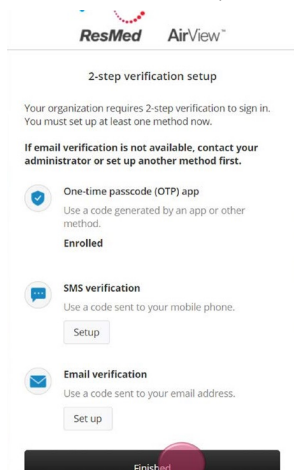 ResMed AirView™
2-step verification setup
Your organization requires 2-step verification to sign in.
You must set up at least one method now.
If email verification is not available, contact your
administrator or set up another method first.
One-time passcode (OTP) app
Use a code generated by an app or other
method.
Enrolled
SMS verification
Use a code sent to your mobile phone.
Setup
Email verification
Use a code sent to your email address.
Set up
Finished